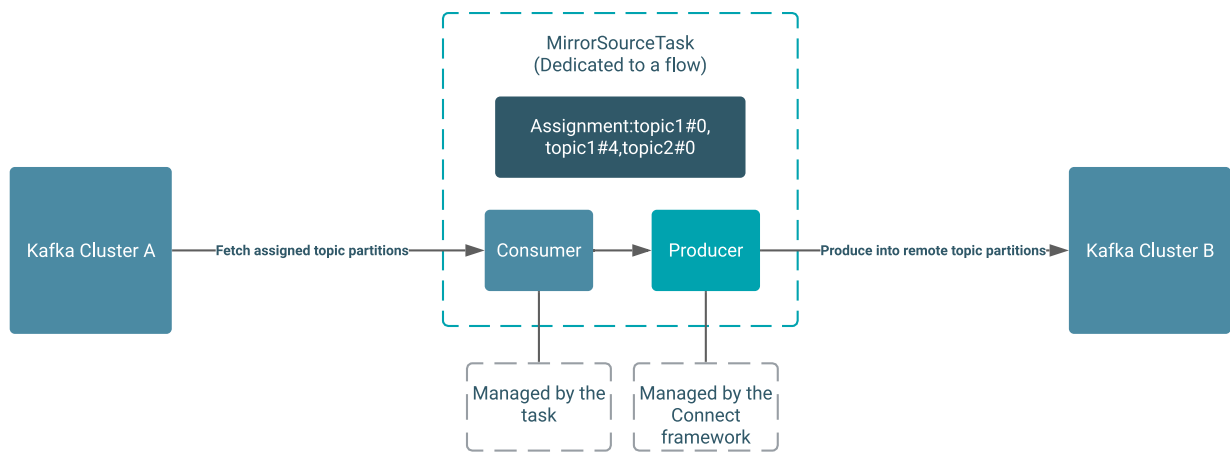 MirrorSourceTask
(Dedicated to a flow)
Assignment:topic1#0,
topic1#4,topic2#0
Kafka Cluster A
Fetch assigned topic partitions
Consumer
Producer
Produce into remote topic partitions
Kafka Cluster B
Managed by the
task
Managed by the
Connect
framework